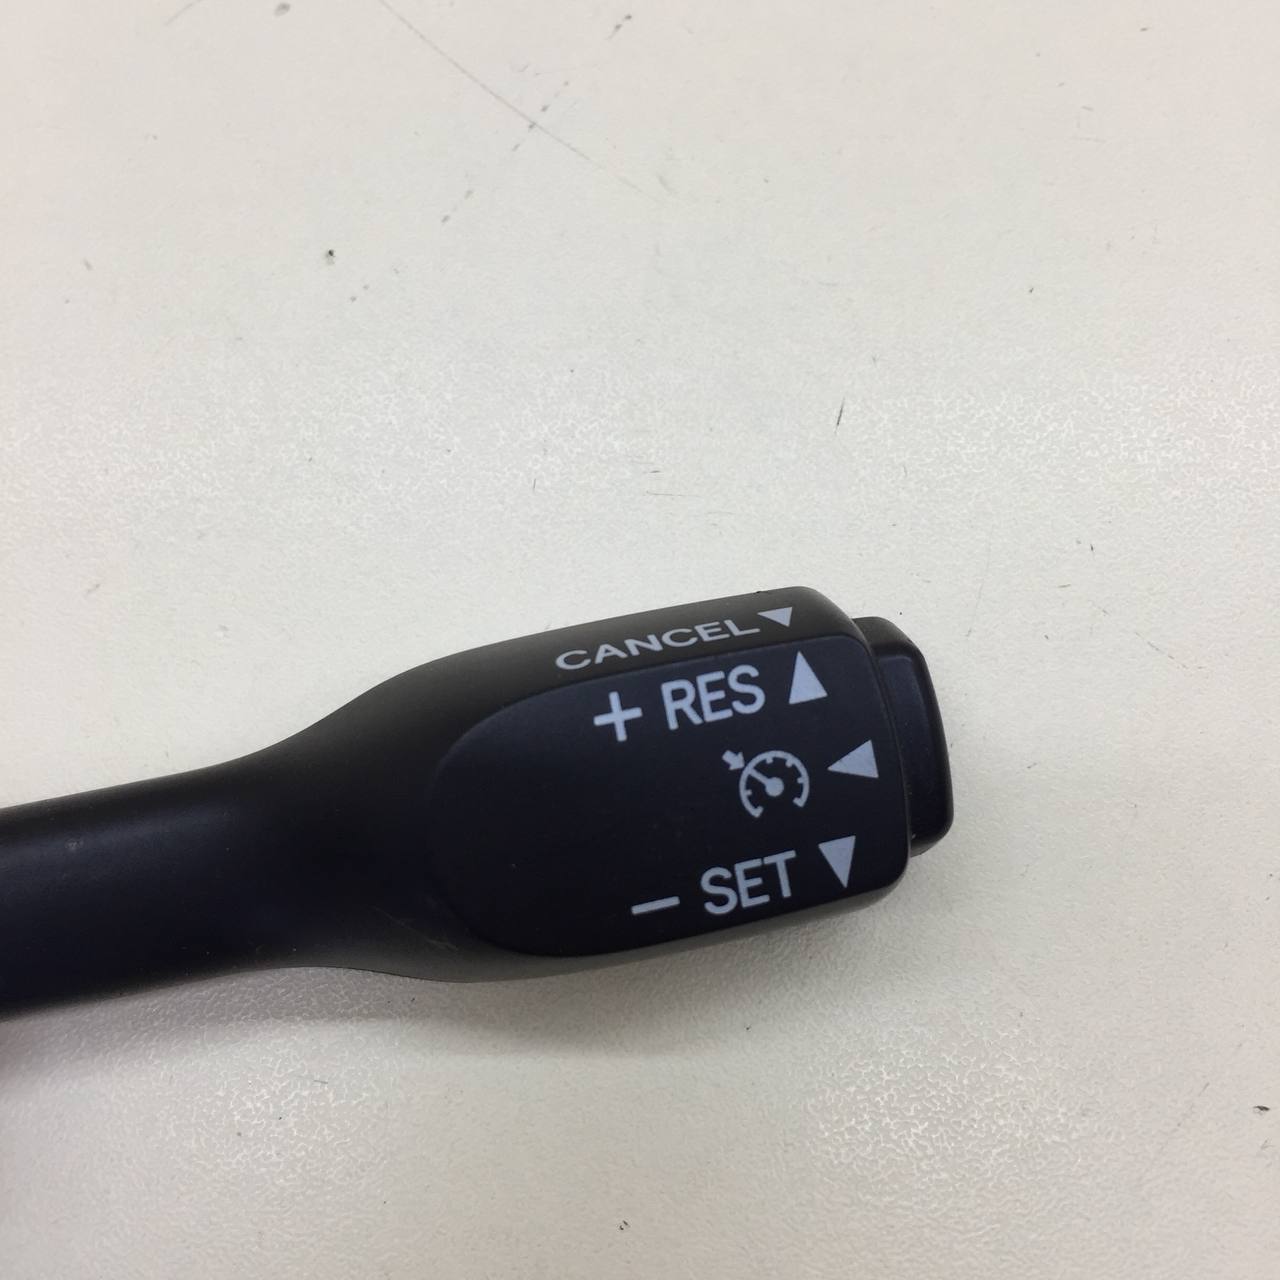 CANCEL▼
+ RES ▲
◀
- SET ▼